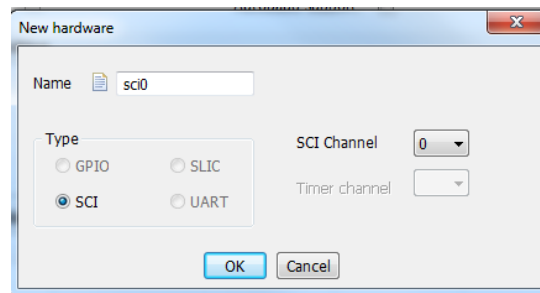 New hardware
Name sci0
Type
GPIO SLIC
SCI UART
SCI Channel 0
Timer channel
OK Cancel